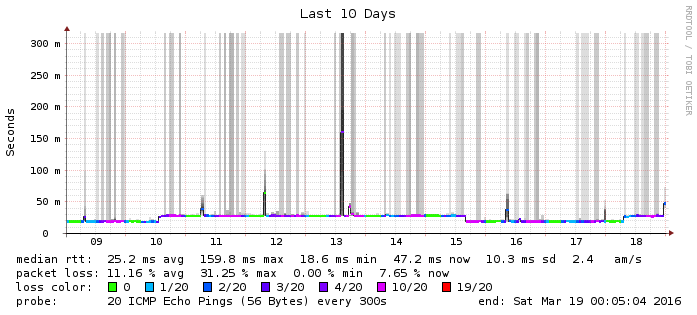 Last 10 Days
RRDTOOL / TOBI OETIKER
Seconds
300 m
250 m
200 m
150 m
100 m
50 m
0
09 10 11 12 13 14 15 16 17 18
median rtt: 25.2 ms avg 159.8 ms max 18.6 ms min 47.2 ms now 10.3 ms sd 2.4 am/s
packet loss: 11.16 % avg 31.25 % max 0.00 % min 7.65 % now
loss color: 0 1/20 2/20 3/20 4/20 10/20 19/20
probe: 20 ICMP Echo Pings (56 Bytes) every 300s end: Sat Mar 19 00:05:04 2016